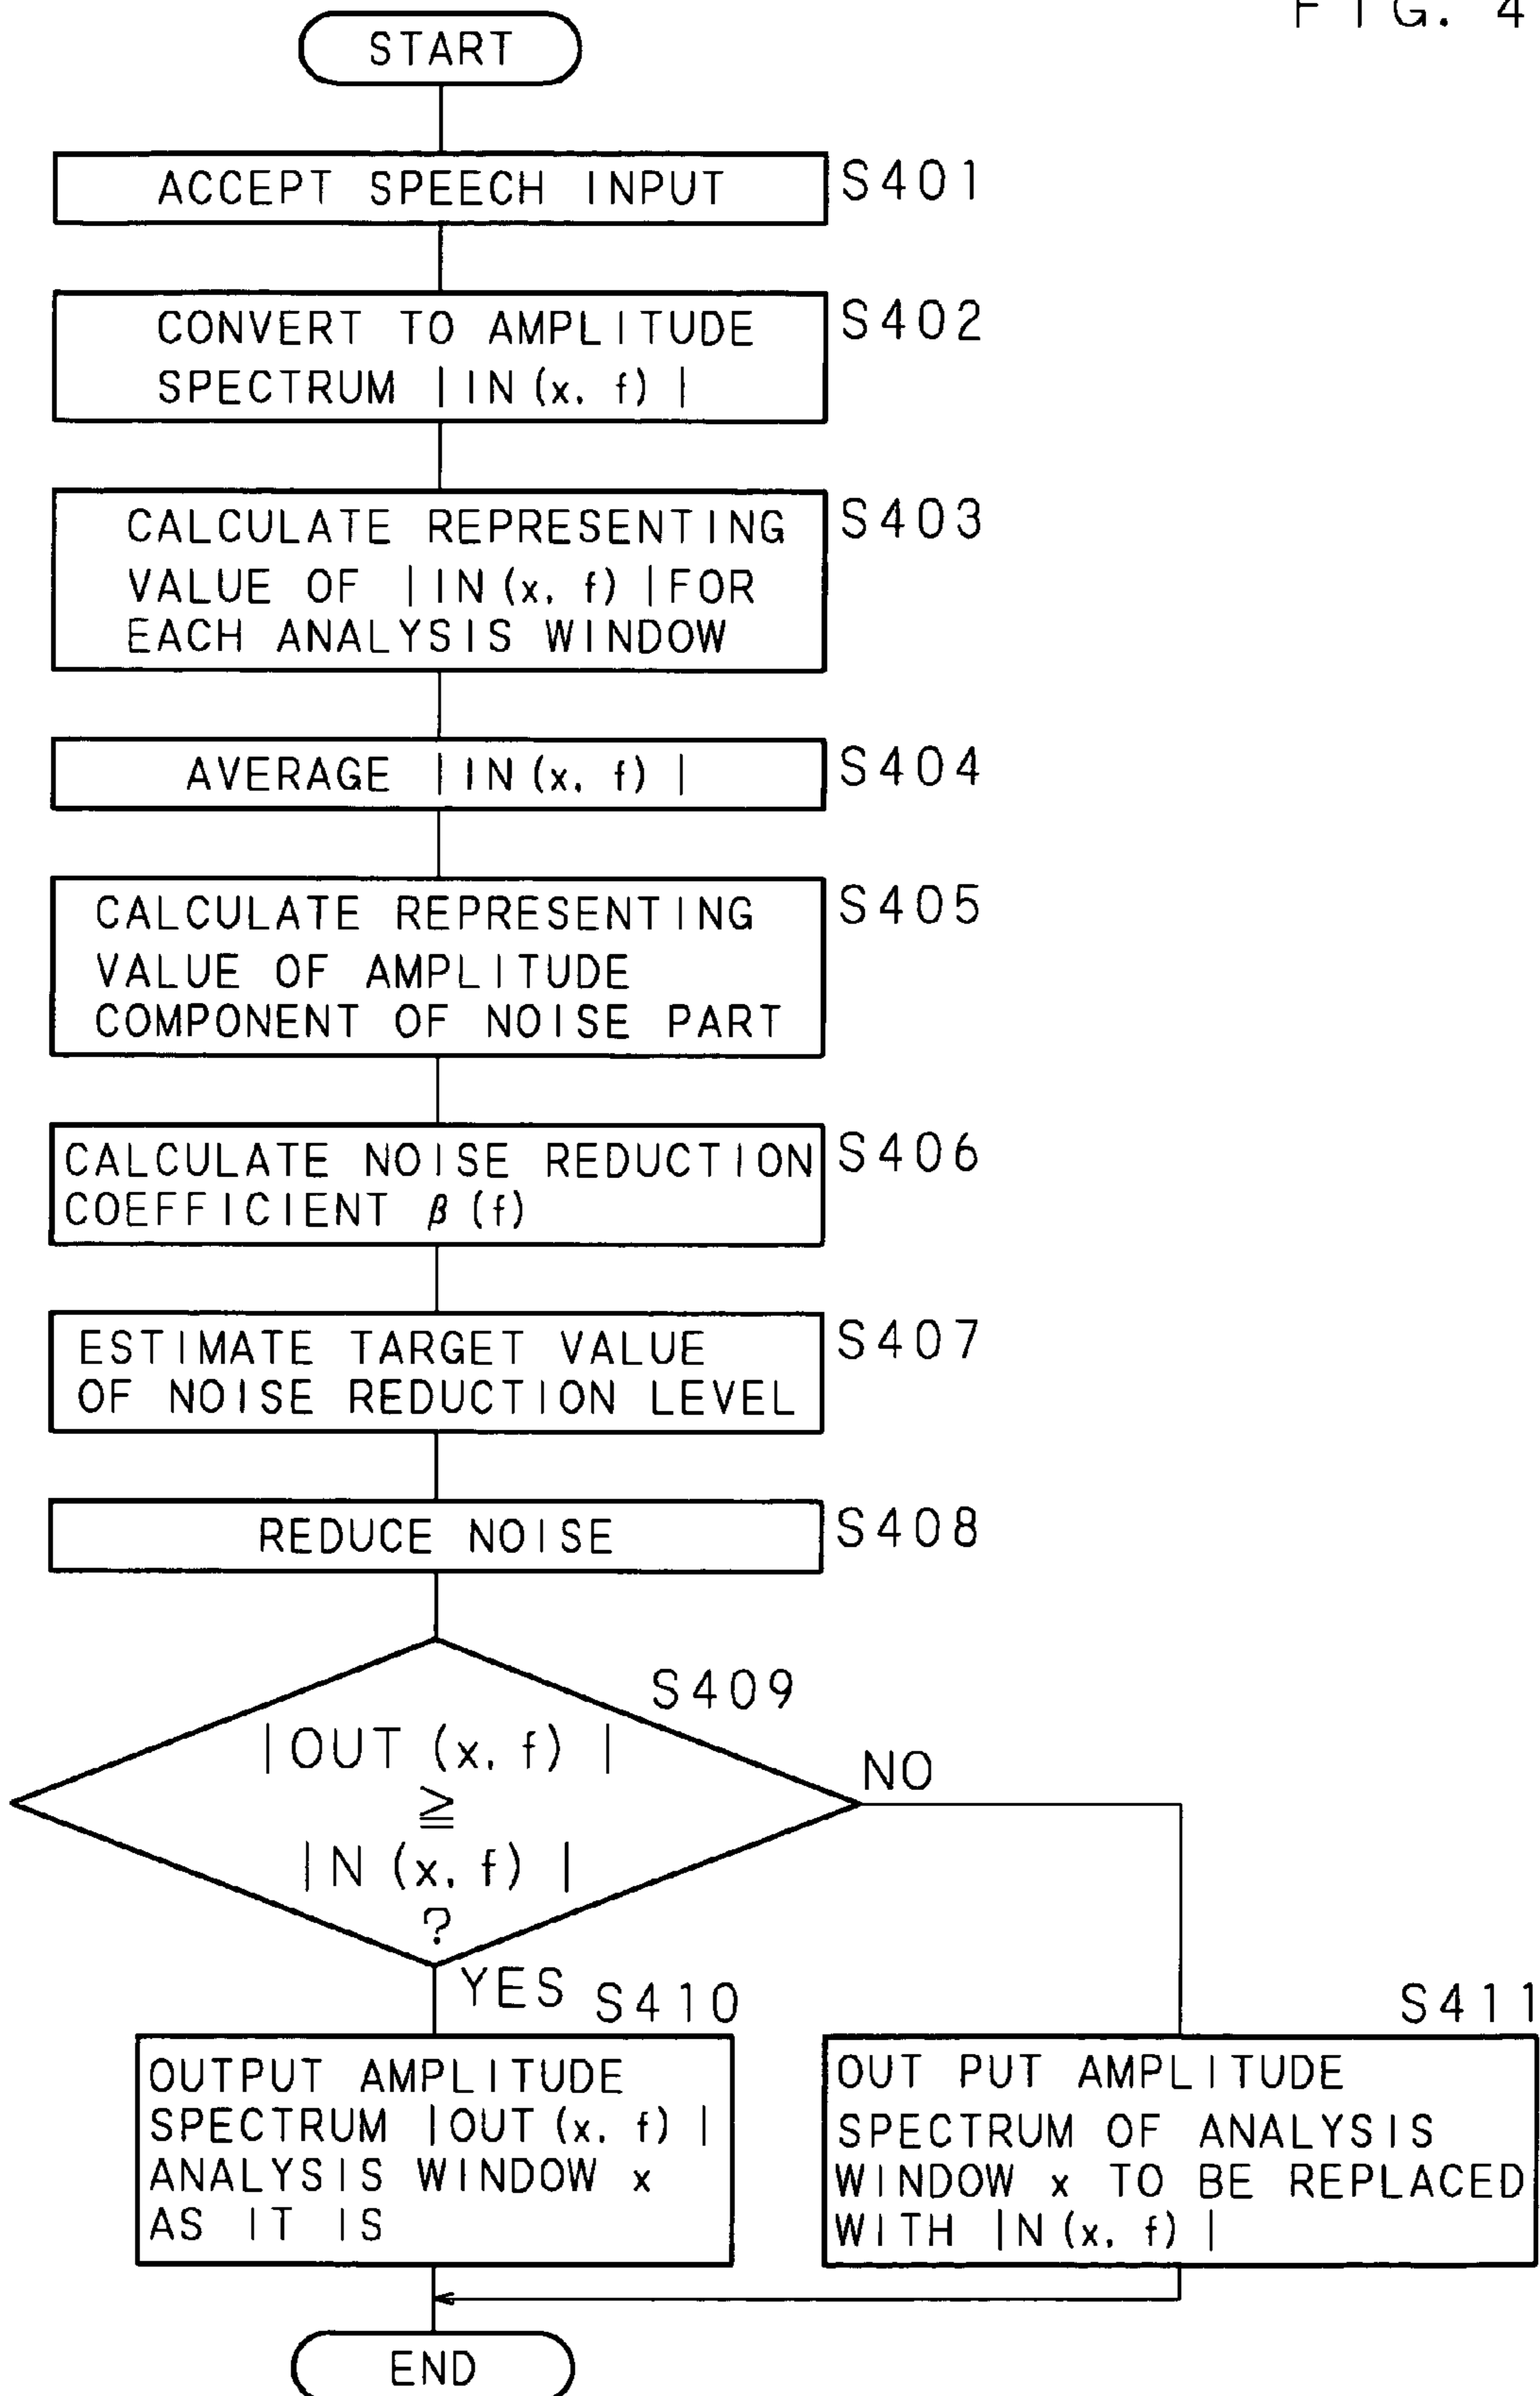 FIG. 4
START
ACCEPT SPEECH INPUT
S401
CONVERT TO AMPLITUDE
SPECTRUM |IN(x, f)|
S402
CALCULATE REPRESENTING
VALUE OF |IN(x, f)|FOR
EACH ANALYSIS WINDOW
S403
AVERAGE |IN(x, f)|
S404
CALCULATE REPRESENTING
VALUE OF AMPLITUDE
COMPONENT OF NOISE PART
S405
CALCULATE NOISE REDUCTION
COEFFICIENT β(f)
S406
ESTIMATE TARGET VALUE
OF NOISE REDUCTION LEVEL
S407
REDUCE NOISE
S408
S409
|OUT (x, f)|
≧
|N (x, f)|
?
NO
YES
S410
OUTPUT AMPLITUDE
SPECTRUM |OUT(x, f)|
ANALYSIS WINDOW x
AS IT IS
S411
OUT PUT AMPLITUDE
SPECTRUM OF ANALYSIS
WINDOW x TO BE REPLACED
WITH |N(x, f)|
END